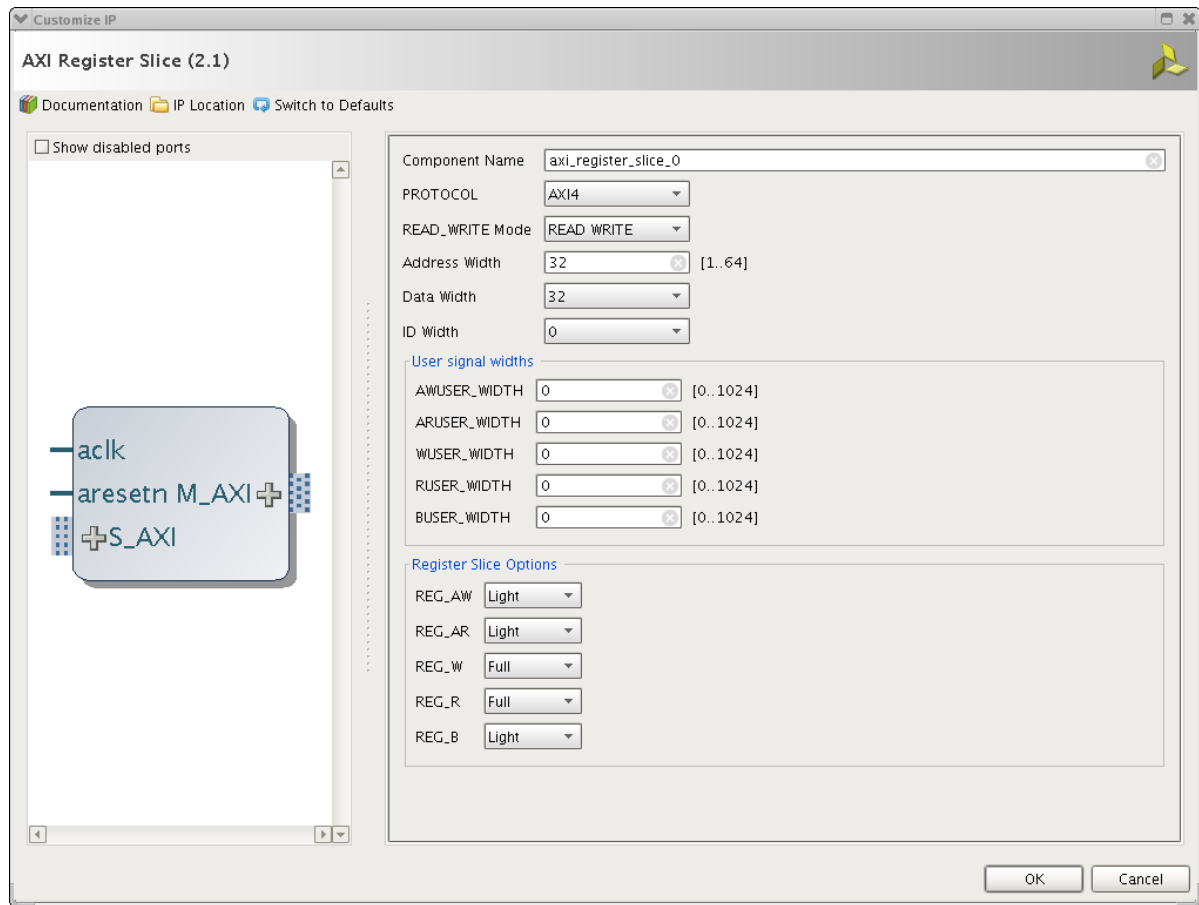 Customize IP
AXI Register Slice (2.1)
Documentation IP Location Switch to Defaults
Show disabled ports
aclk
aresetn M_AXI
S_AXI
Component Name axi_register_slice_0
PROTOCOL AXI4
READ_WRITE Mode READ WRITE
Address Width 32 [1..64]
Data Width 32
ID Width 0
User signal widths
AWUSER_WIDTH 0 [0..1024]
ARUSER_WIDTH 0 [0..1024]
WUSER_WIDTH 0 [0..1024]
RUSER_WIDTH 0 [0..1024]
BUSER_WIDTH 0 [0..1024]
Register Slice Options
REG_AW Light
REG_AR Light
REG_W Full
REG_R Full
REG_B Light
OK Cancel